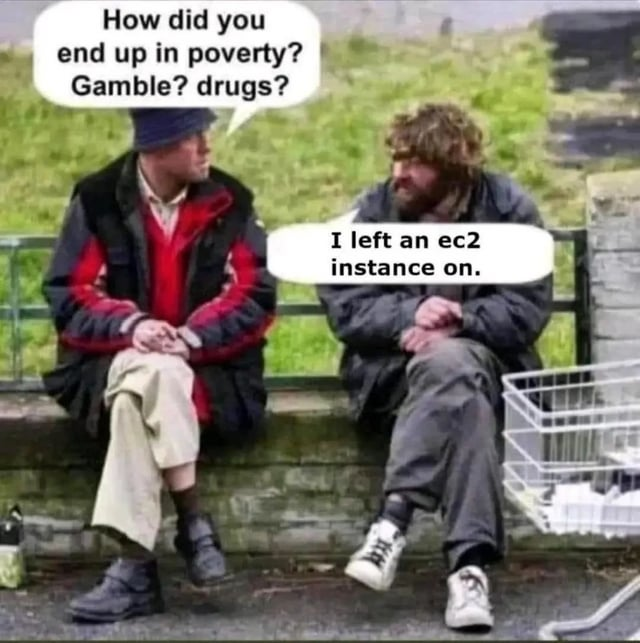 How did you
end up in poverty?
Gamble? drugs?
I left an ec2
instance on.